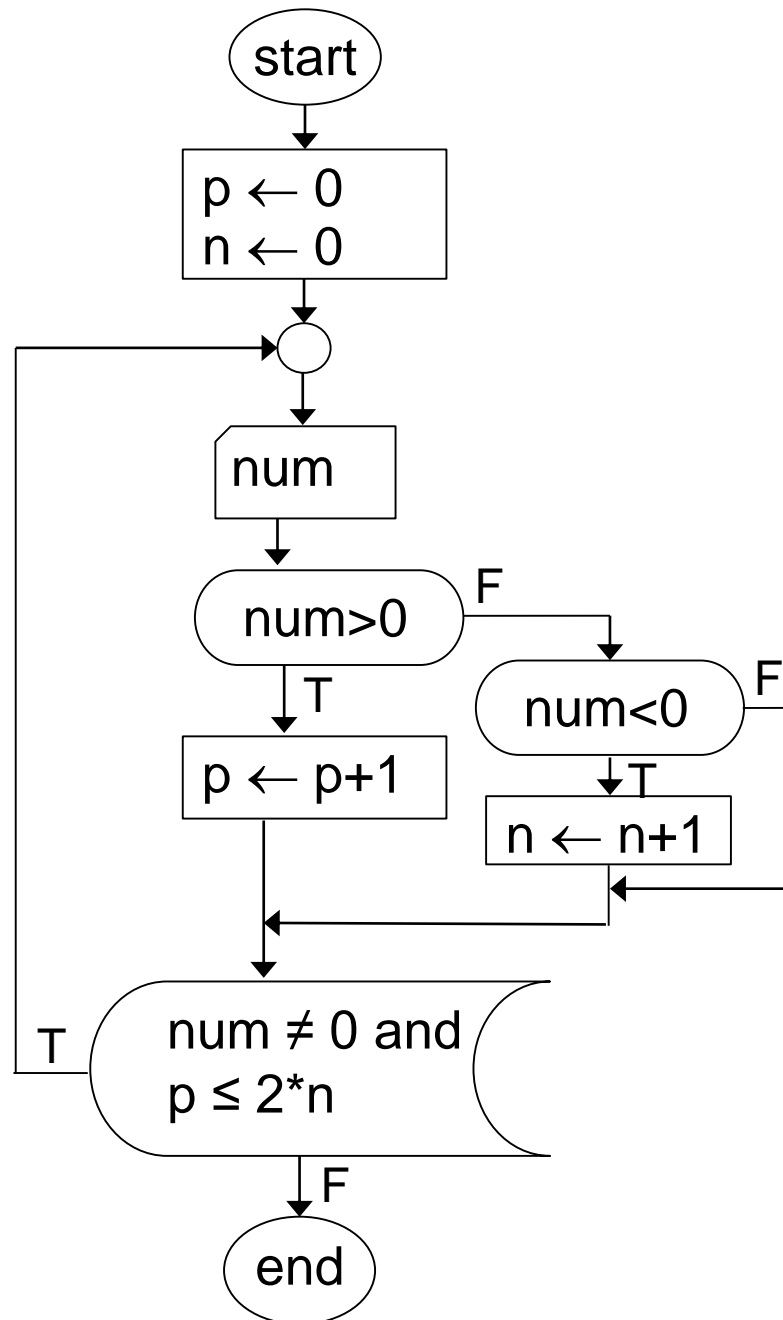 start
p ← 0
n ← 0
num
num>0
F
T
num<0
F
T
p ← p+1
n ← n+1
num ≠ 0 and
p ≤ 2*n
T
F
end